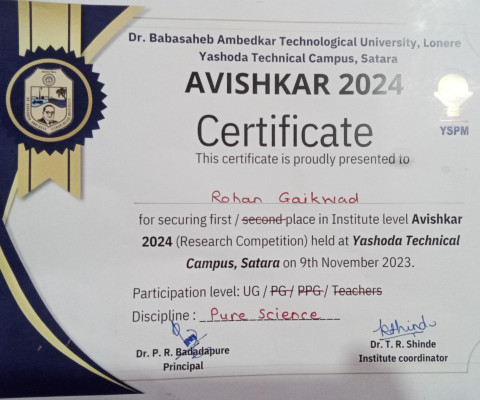 Dr. Babasaheb Ambedkar Technological University, Lonere
Yashoda Technical Campus, Satara
AVISHKAR 2024
YSPM
Certificate
This certificate is proudly presented to
Rohan Gaikwad
for securing first / second place in Institute level Avishkar
2024 (Research Competition) held at Yashoda Technical
Campus, Satara on 9th November 2023.
Participation level: UG / PG / PPG / Teachers
Discipline : Pure Science
Dr. P. R. Badadapure
Principal
Dr. T. R. Shinde
Institute coordinator